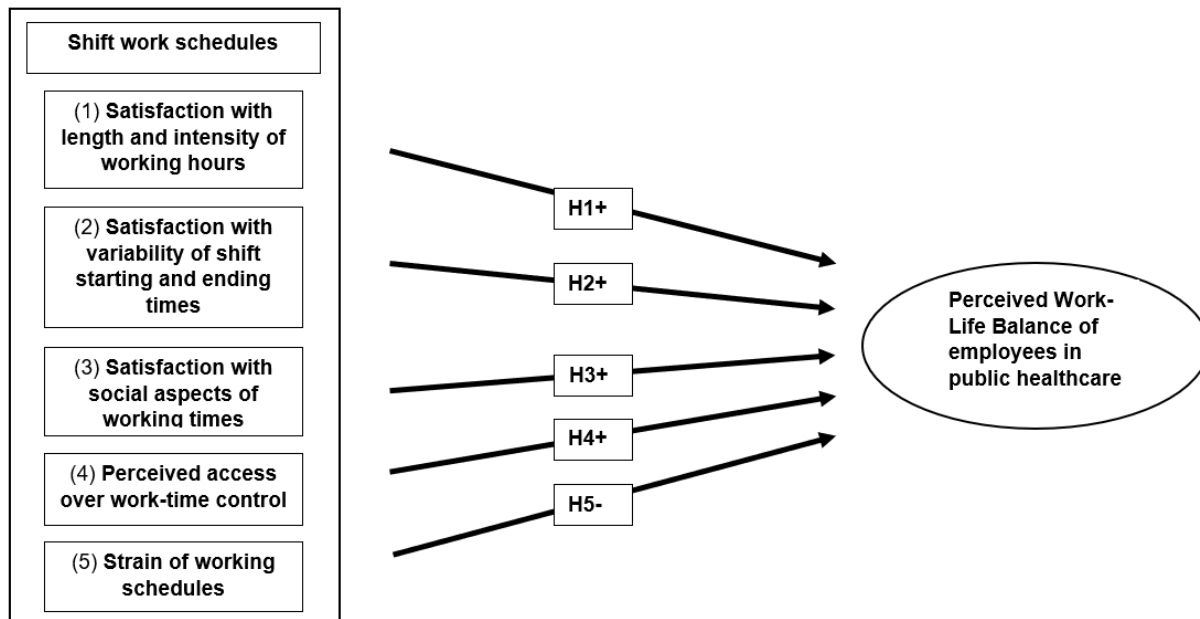 Shift work schedules
(1) Satisfaction with
length and intensity of
working hours
(2) Satisfaction with
variability of shift
starting and ending
times
(3) Satisfaction with
social aspects of
working times
(4) Perceived access
over work-time control
(5) Strain of working
schedules
H1+
H2+
H3+
H4+
H5-
Perceived Work-
Life Balance of
employees in
public healthcare